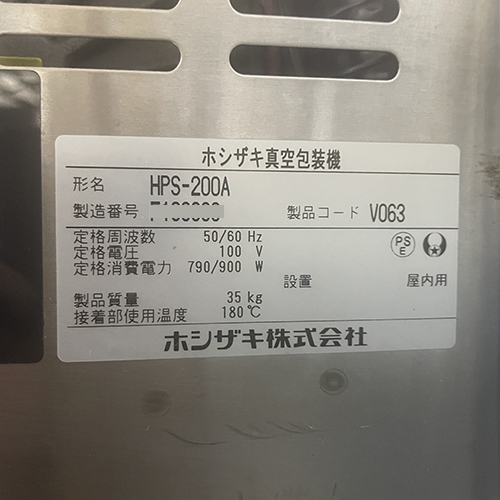 ホシザキ真空包装機
形名 HPS-200A
製造番号 製品コード V063
定格周波数 50/60 Hz
定格電圧 100 V
定格消費電力 790/900 W
PSE
設置 屋内用
製品質量 35 kg
接着部使用温度 180℃
ホシザキ株式会社